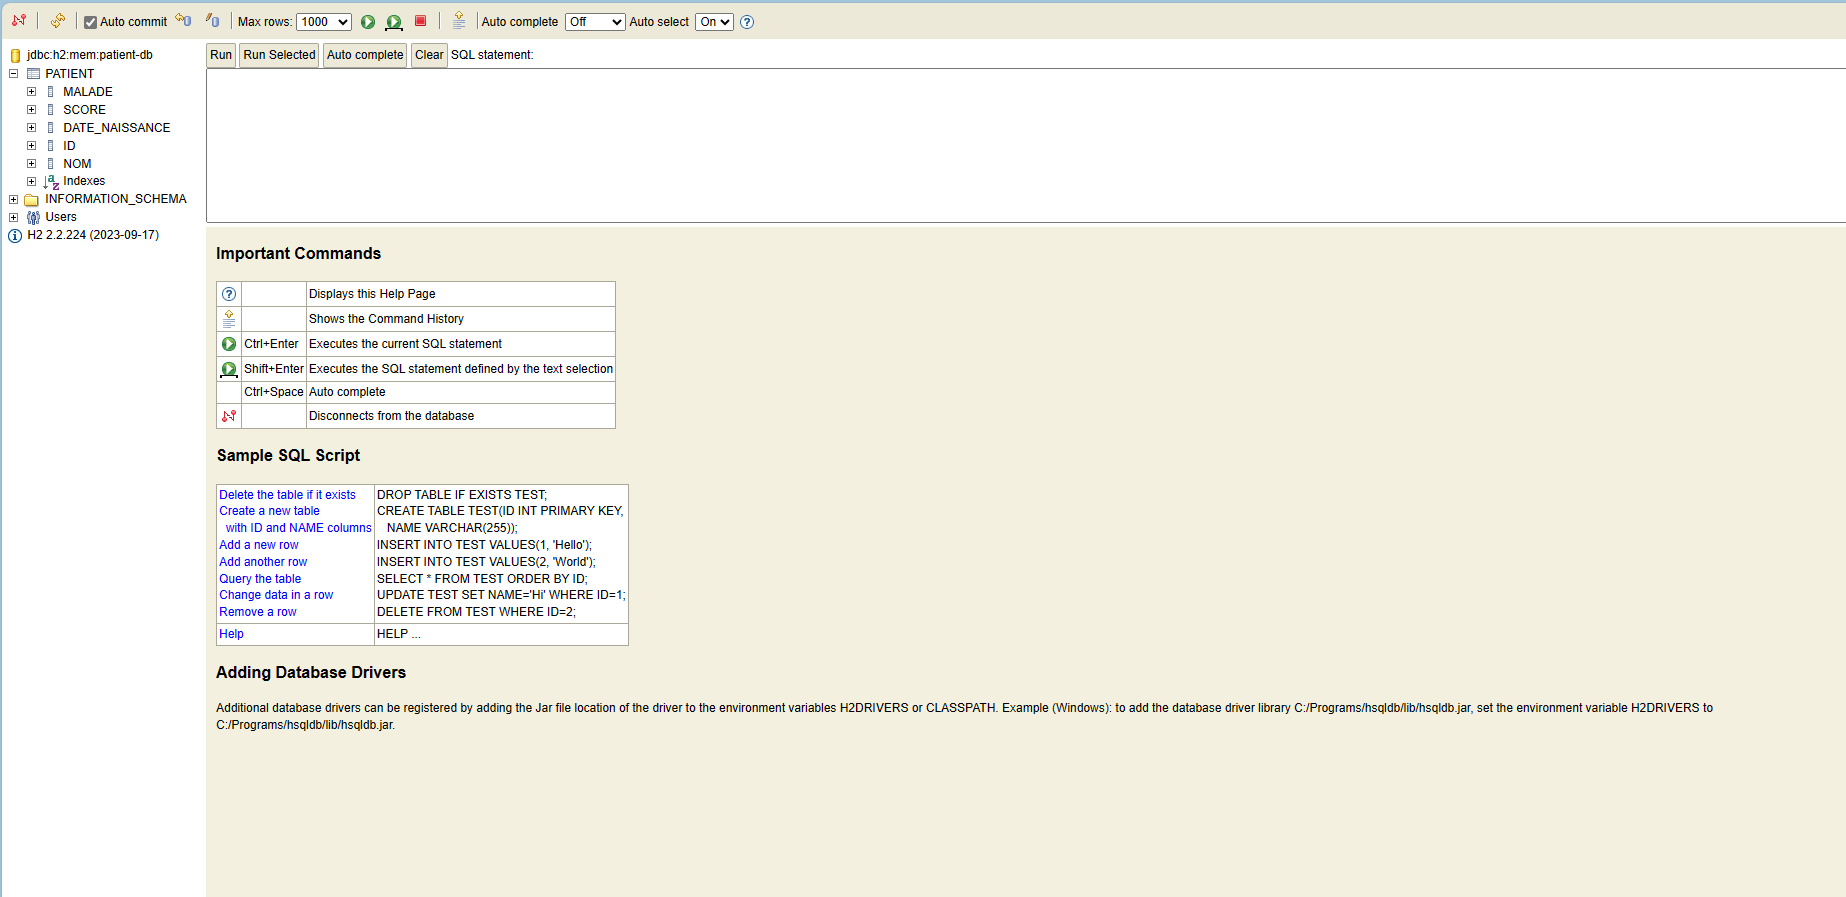 Auto commit Max rows: 1000 Auto complete Off Auto select On
jdbc:h2:mem:patient-db
PATIENT
MALADE
SCORE
DATE_NAISSANCE
ID
NOM
Indexes
INFORMATION_SCHEMA
Users
H2 2.2.224 (2023-09-17)
Run Run Selected Auto complete Clear SQL statement:
Important Commands
Displays this Help Page
Shows the Command History
Ctrl+Enter Executes the current SQL statement
Shift+Enter Executes the SQL statement defined by the text selection
Ctrl+Space Auto complete
Disconnects from the database
Sample SQL Script
Delete the table if it exists DROP TABLE IF EXISTS TEST;
Create a new table CREATE TABLE TEST(ID INT PRIMARY KEY,
with ID and NAME columns NAME VARCHAR(255));
Add a new row INSERT INTO TEST VALUES(1, 'Hello');
Add another row INSERT INTO TEST VALUES(2, 'World');
Query the table SELECT * FROM TEST ORDER BY ID;
Change data in a row UPDATE TEST SET NAME='Hi' WHERE ID=1;
Remove a row DELETE FROM TEST WHERE ID=2;
Help HELP ...
Adding Database Drivers
Additional database drivers can be registered by adding the Jar file location of the driver to the environment variables H2DRIVERS or CLASSPATH. Example (Windows): to add the database driver library C:/Programs/hsqldb/lib/hsqldb.jar, set the environment variable H2DRIVERS to
C:/Programs/hsqldb/lib/hsqldb.jar.